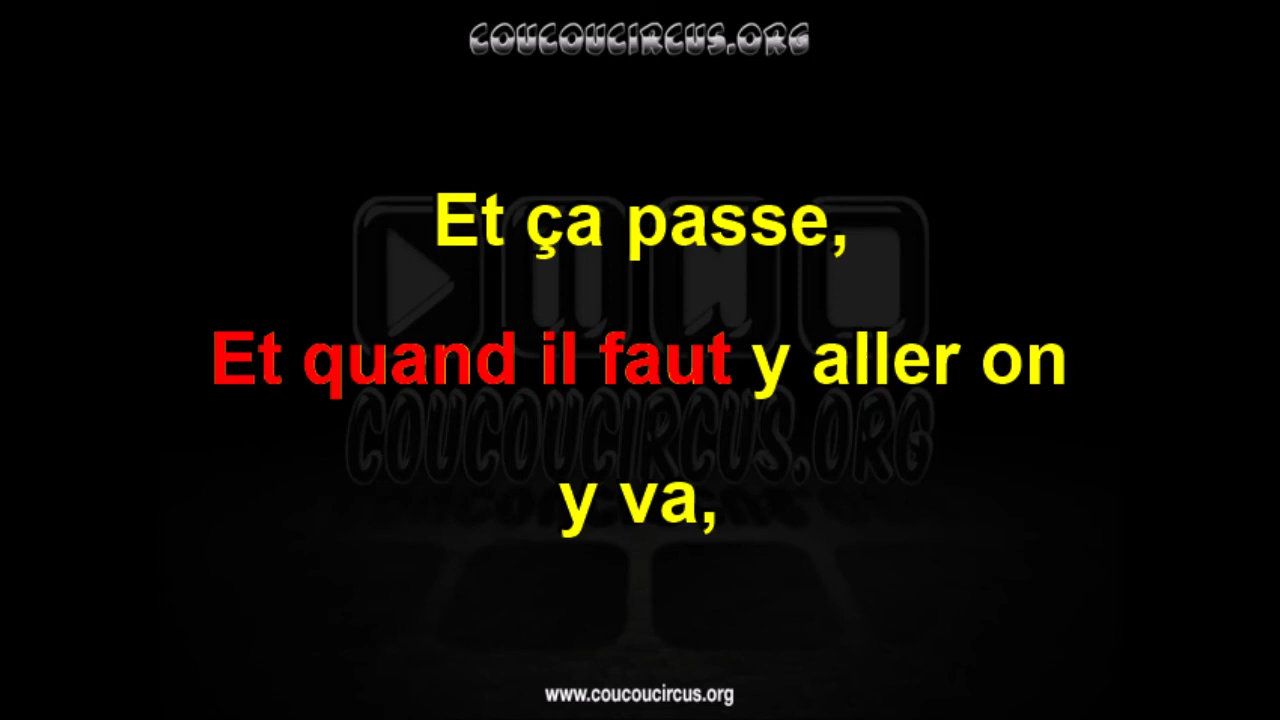 COUCOUCIRCUS.ORG
Et ça passe,
Et quand il faut y aller on
COUCOUCIRCUS.ORG
y va,
www.coucoucircus.org